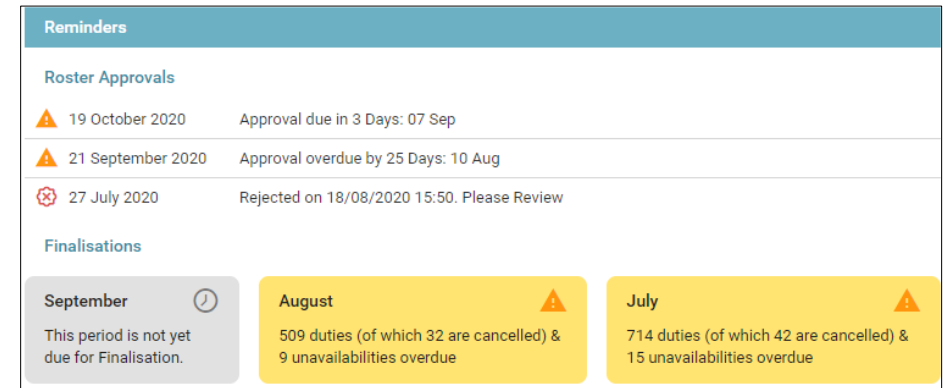 Reminders
Roster Approvals
19 October 2020 Approval due in 3 Days: 07 Sep
21 September 2020 Approval overdue by 25 Days: 10 Aug
27 July 2020 Rejected on 18/08/2020 15:50. Please Review
Finalisations
September
This period is not yet
due for Finalisation.
August
509 duties (of which 32 are cancelled) &
9 unavailabilities overdue
July
714 duties (of which 42 are cancelled) &
15 unavailabilities overdue